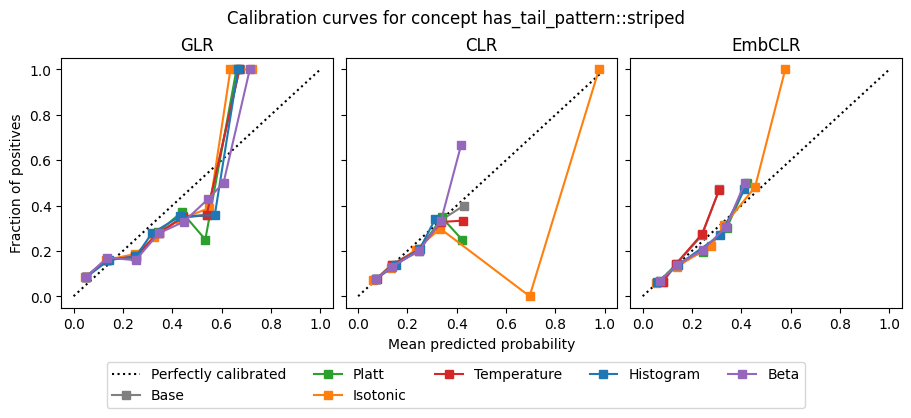 Calibration curves for concept has_tail_pattern::striped
GLR
CLR
EmbCLR
Fraction of positives
1.0
0.8
0.6
0.4
0.2
0.0
0.0 0.2 0.4 0.6 0.8 1.0
0.0 0.2 0.4 0.6 0.8 1.0
0.0 0.2 0.4 0.6 0.8 1.0
Mean predicted probability
Perfectly calibrated
Base
Platt
Isotonic
Temperature
Histogram
Beta